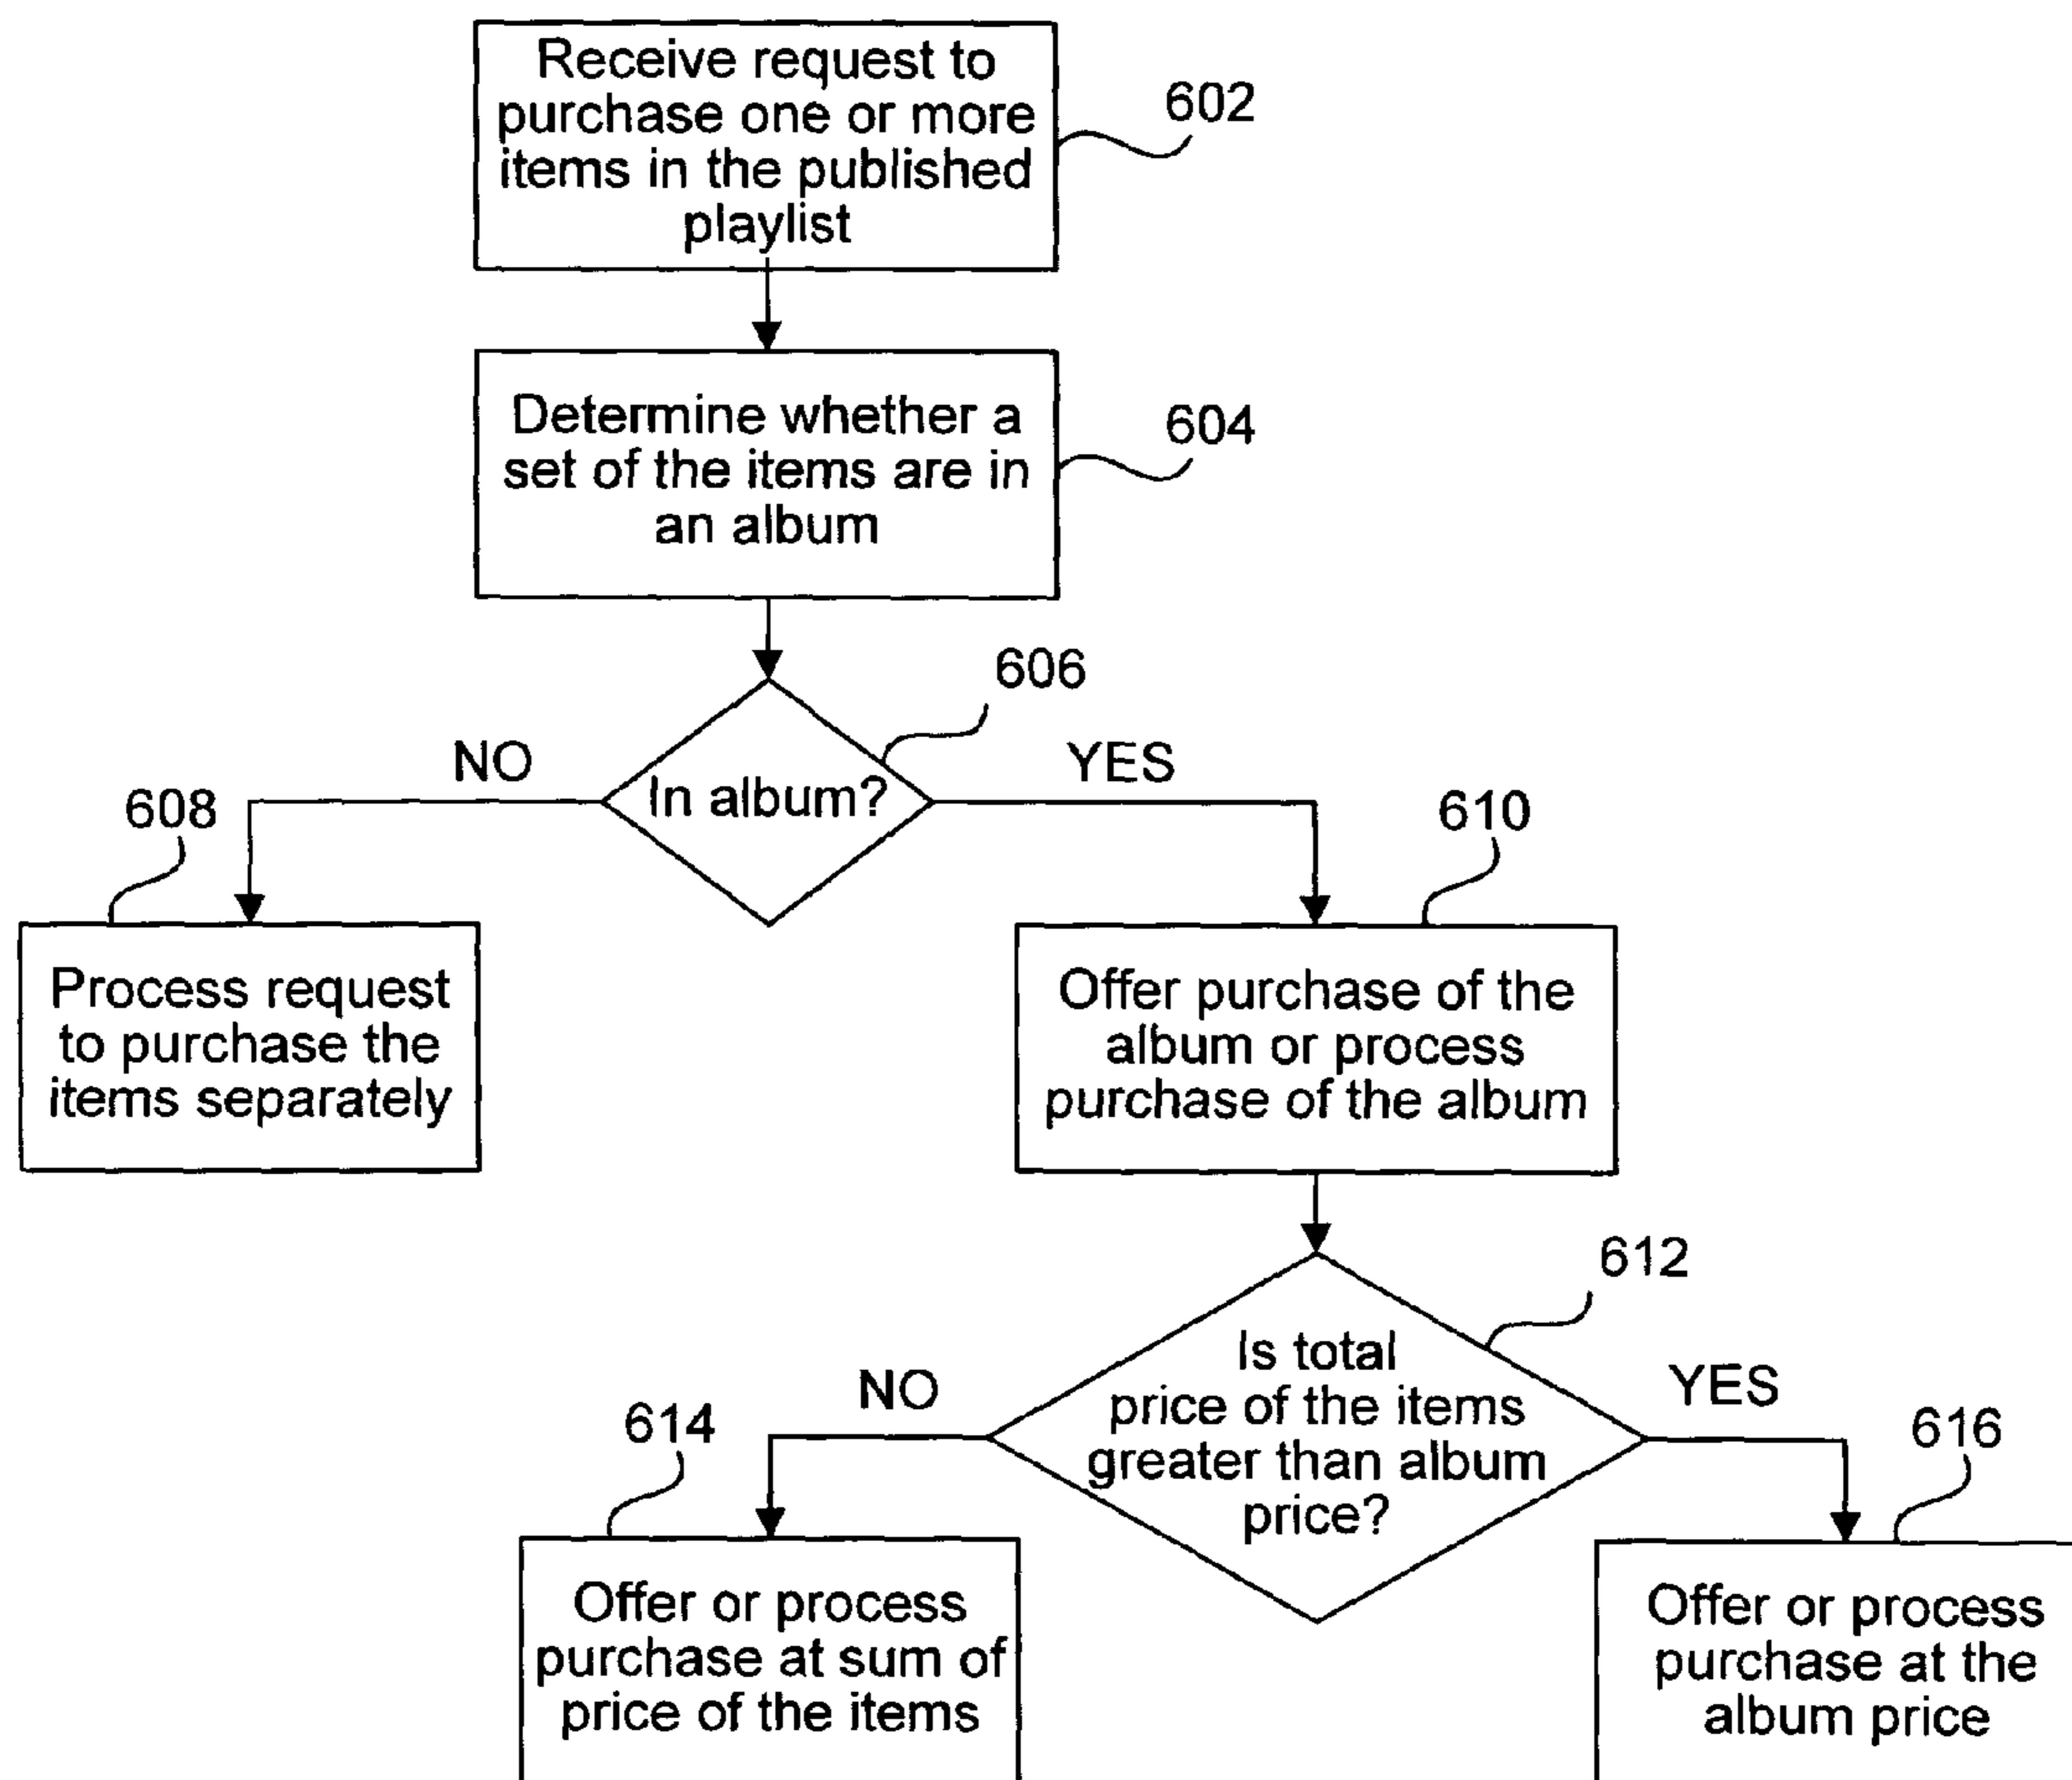 Receive request to
purchase one or more
items in the published
playlist
602
Determine whether a
set of the items are in
an album
604
606
In album?
NO
YES
608
Process request
to purchase the
items separately
610
Offer purchase of the
album or process
purchase of the album
612
Is total
price of the items
greater than album
price?
NO
YES
614
Offer or process
purchase at sum of
price of the items
616
Offer or process
purchase at the
album price